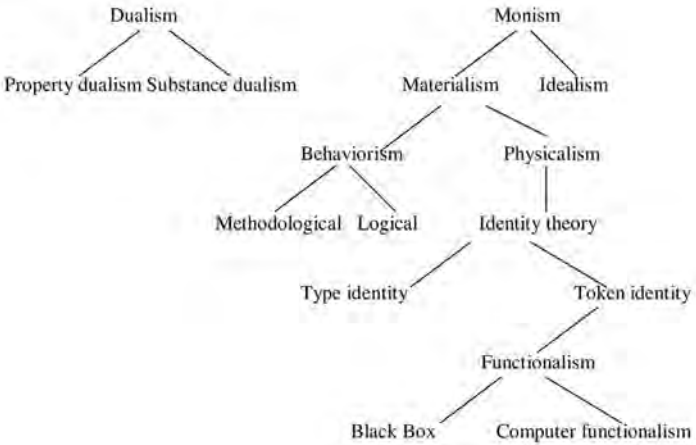 Dualism Monism
Property dualism Substance dualism Materialism Idealism
Behaviorism Physicalism
Methodological Logical Identity theory
Type identity Token identity
Functionalism
Black Box Computer functionalism